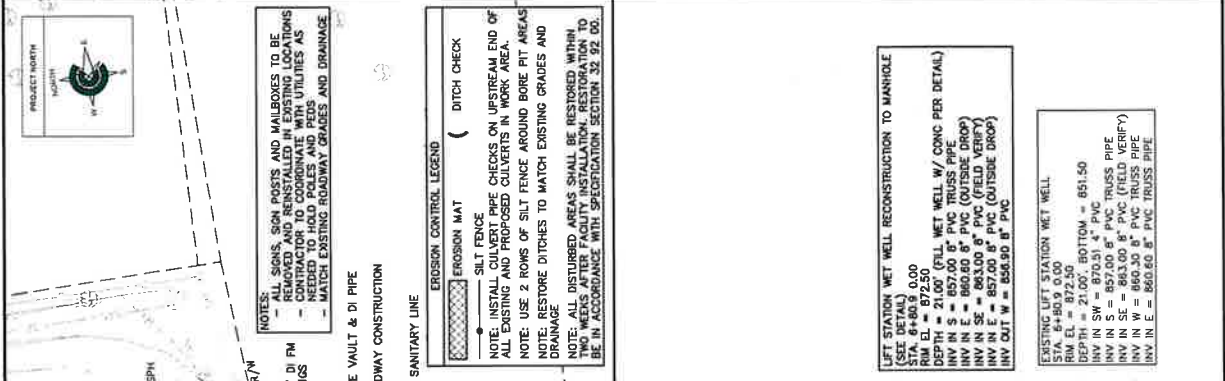 PROJECT NORTH
NORTH
W
E
S
NOTES:
- ALL SIGNS, SIGN POSTS AND MAILBOXES TO BE
REMOVED AND REINSTALLED IN EXISTING LOCATIONS
- CONTRACTOR TO COORDINATE WITH UTILITIES AS
NEEDED TO HOLD POLES AND PEDS
- MATCH EXISTING ROADWAY GRADES AND DRAINAGE
SPH
R/W
DI FM
NGS
E VAULT & DI PIPE
DWAY CONSTRUCTION
SANITARY LINE
EROSION CONTROL LEGEND
EROSION MAT
DITCH CHECK
SILT FENCE
NOTE: INSTALL CULVERT PIPE CHECKS ON UPSTREAM END OF
ALL EXISTING AND PROPOSED CULVERTS IN WORK AREA.
NOTE: USE 2 ROWS OF SILT FENCE AROUND BORE PIT AREAS
NOTE: RESTORE DITCHES TO MATCH EXISTING GRADES AND
DRAINAGE
NOTE: ALL DISTURBED AREAS SHALL BE RESTORED WITHIN
TWO WEEKS AFTER FACILITY INSTALLATION. RESTORATION TO
BE IN ACCORDANCE WITH SPECIFICATION SECTION 32 92 00.
LIFT STATION WET WELL RECONSTRUCTION TO MANHOLE
(SEE DETAIL)
STA. 6+80.9 0.00
RIM EL = 872.50
DEPTH = 21.00' (FILL WET WELL W/ CONC PER DETAIL)
INV IN S = 857.00 8" PVC TRUSS PIPE
INV IN E = 860.60 8" PVC (OUTSIDE DROP)
INV IN SE = 863.00 8" PVC (FIELD VERIFY)
INV IN E = 857.00 8" PVC (OUTSIDE DROP)
INV OUT W = 856.90 8" PVC
EXISTING LIFT STATION WET WELL
STA. 6+80.9 0.00
RIM EL = 872.50
DEPTH = 21.00', BOTTOM = 851.50
INV IN SW = 870.51 4" PVC
INV IN S = 857.00 8" PVC TRUSS PIPE
INV IN SE = 863.00 8" PVC (FIELD VERIFY)
INV IN W = 860.30 8" PVC TRUSS PIPE
INV IN E = 860.60 8" PVC TRUSS PIPE